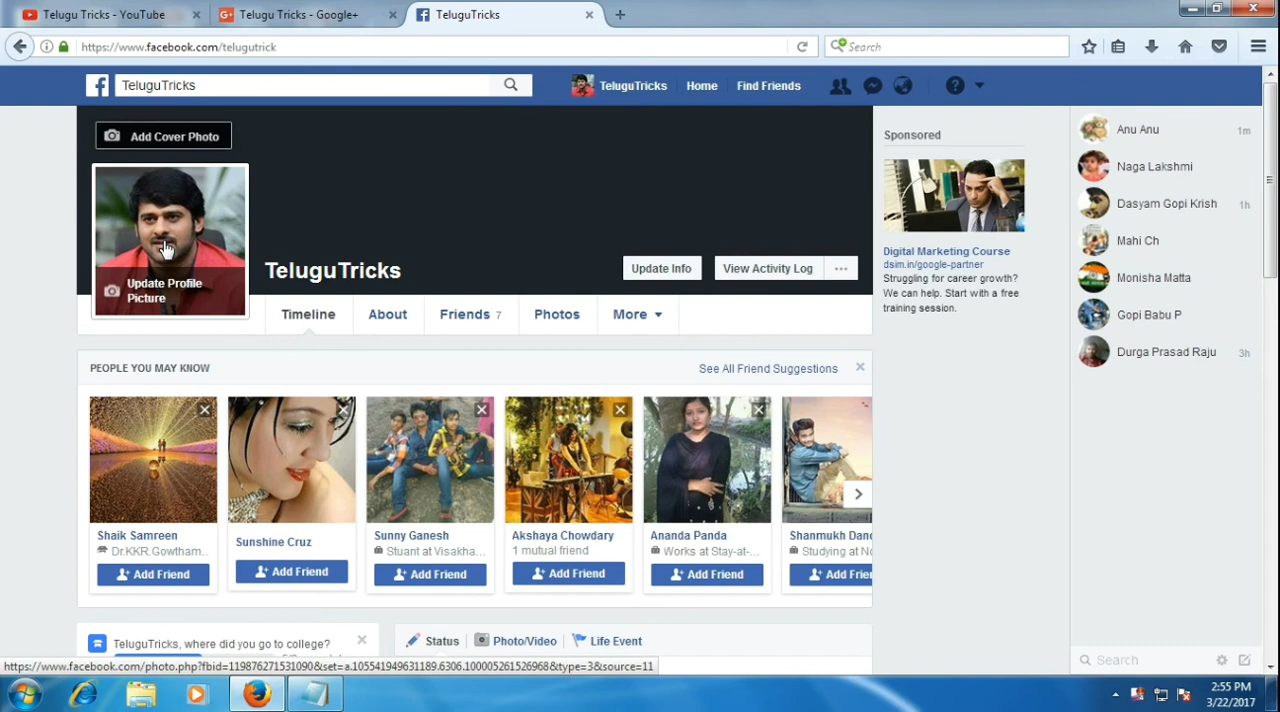 Telugu Tricks - YouTube
Telugu Tricks - Google+
TeluguTricks
https://www.facebook.com/telugutrick
Search
TeluguTricks
TeluguTricks
Home
Find Friends
Add Cover Photo
Update Profile
Picture
TeluguTricks
Update Info
View Activity Log
Timeline
About
Friends 7
Photos
More
PEOPLE YOU MAY KNOW
See All Friend Suggestions
Shaik Samreen
Dr.KKR.Gowtham...
Add Friend
Sunshine Cruz
Add Friend
Sunny Ganesh
Stuant at Visakha...
Add Friend
Akshaya Chowdary
1 mutual friend
Add Friend
Ananda Panda
Works at Stay-at-...
Add Friend
Shanmukh Dand
Studying at No
Add Frie
TeluguTricks, where did you go to college?
Status
Photo/Video
Life Event
Sponsored
Digital Marketing Course
dsim.in/google-partner
Struggling for career growth?
We can help. Start with a free
training session.
Anu Anu 1m
Naga Lakshmi
Dasyam Gopi Krish 1h
Mahi Ch
Monisha Matta
Gopi Babu P
Durga Prasad Raju 3h
Search
https://www.facebook.com/photo.php?fbid=119876271531090&set=a.105541949631189.6306.100005261526968&type=3&source=11
2:55 PM
3/22/2017